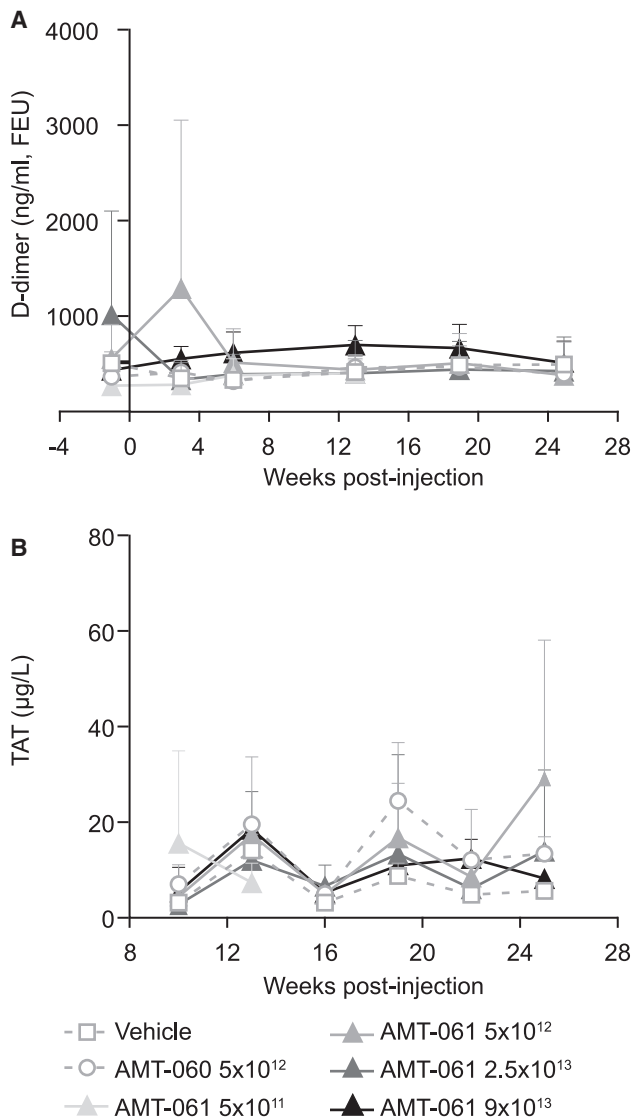 A
4000
3000
2000
1000
D-dimer (ng/ml, FEU)
-4 0 4 8 12 16 20 24 28
Weeks post-injection
B
80
60
40
20
0
TAT (µg/L)
8 12 16 20 24 28
Weeks post-injection
Vehicle AMT-061 5x10¹²
AMT-060 5x10¹² AMT-061 2.5x10¹³
AMT-061 5x10¹¹ AMT-061 9x10¹³